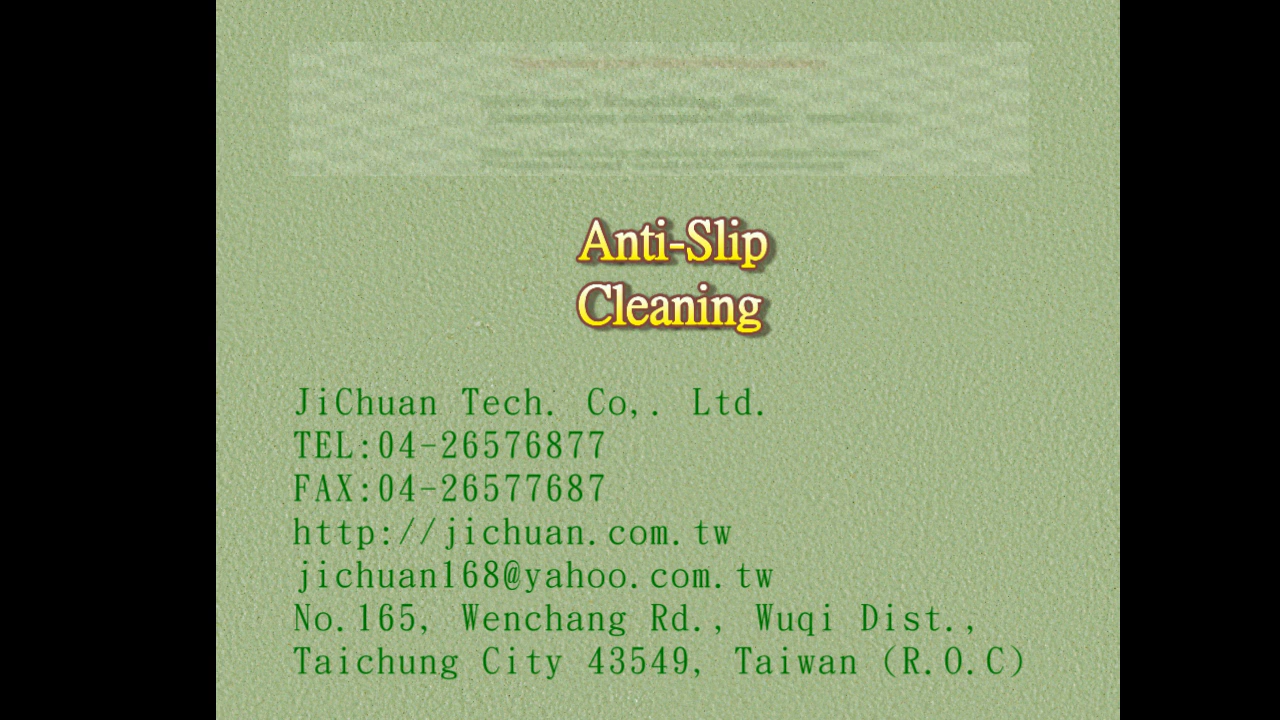 Anti-Slip
Cleaning
JiChuan Tech. Co,. Ltd.
TEL:04-26576877
FAX:04-26577687
http://jichuan.com.tw
jichuan168@yahoo.com.tw
No.165, Wenchang Rd., Wuqi Dist.,
Taichung City 43549, Taiwan (R.O.C)